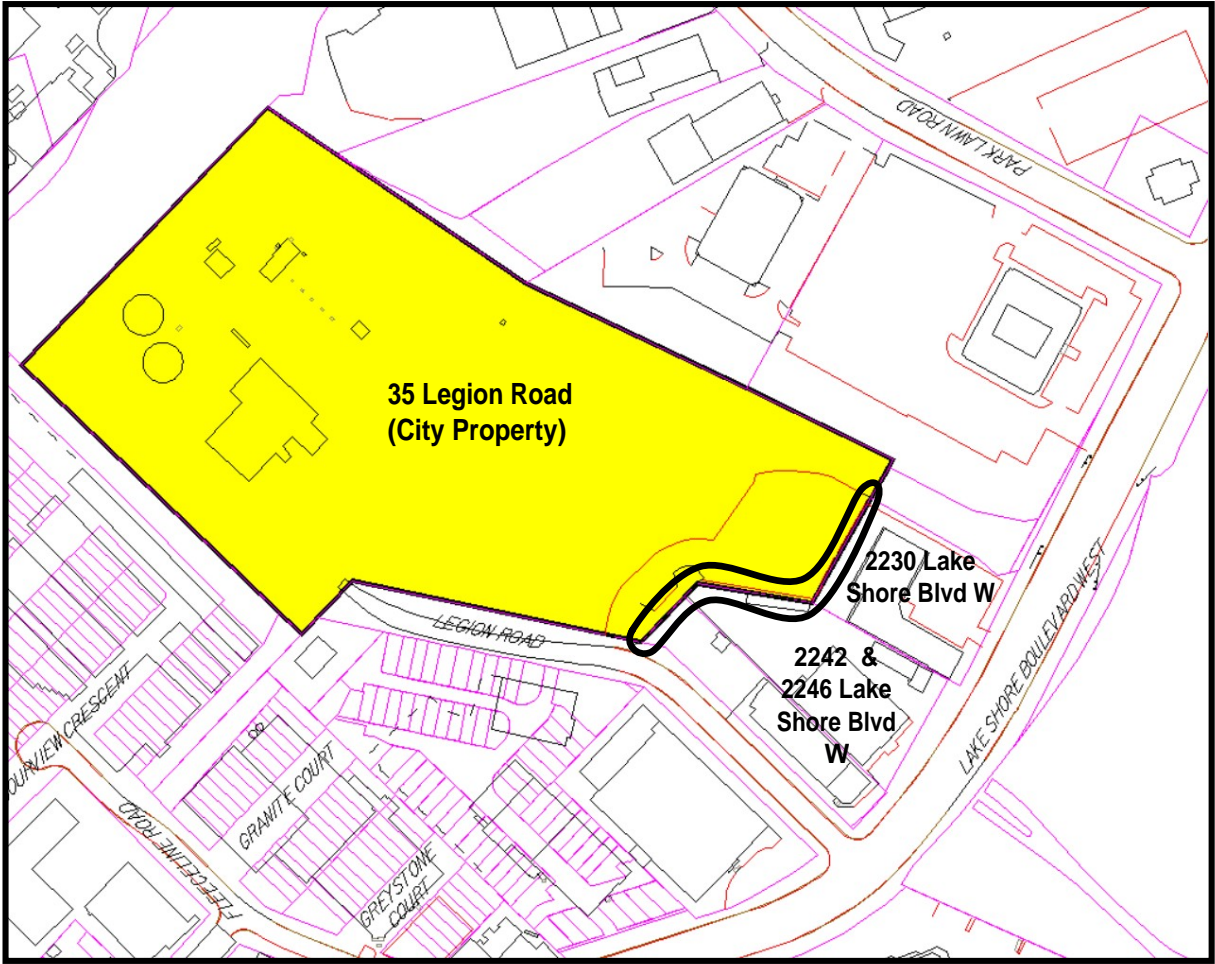 PARK LAWN ROAD
35 Legion Road
(City Property)
2230 Lake
Shore Blvd W
LEGION ROAD
2242 &
2246 Lake
Shore Blvd
W
LAKE SHORE BOULEVARD WEST
OURVIEW CRESCENT
GRANITE COURT
FLEECELINE ROAD
GREYSTONE
COURT